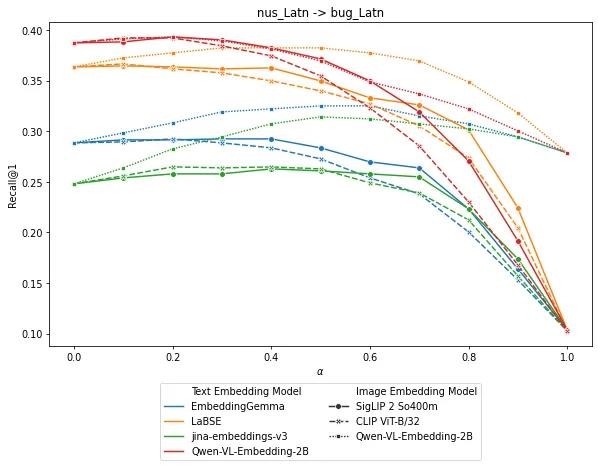 nus_Latn -> bug_Latn
Recall@1
0.40
0.35
0.30
0.25
0.20
0.15
0.10
0.0
0.2
0.4
0.6
0.8
1.0
α
Text Embedding Model
EmbeddingGemma
LaBSE
jina-embeddings-v3
Qwen-VL-Embedding-2B
Image Embedding Model
SigLIP 2 So400m
CLIP ViT-B/32
Qwen-VL-Embedding-2B